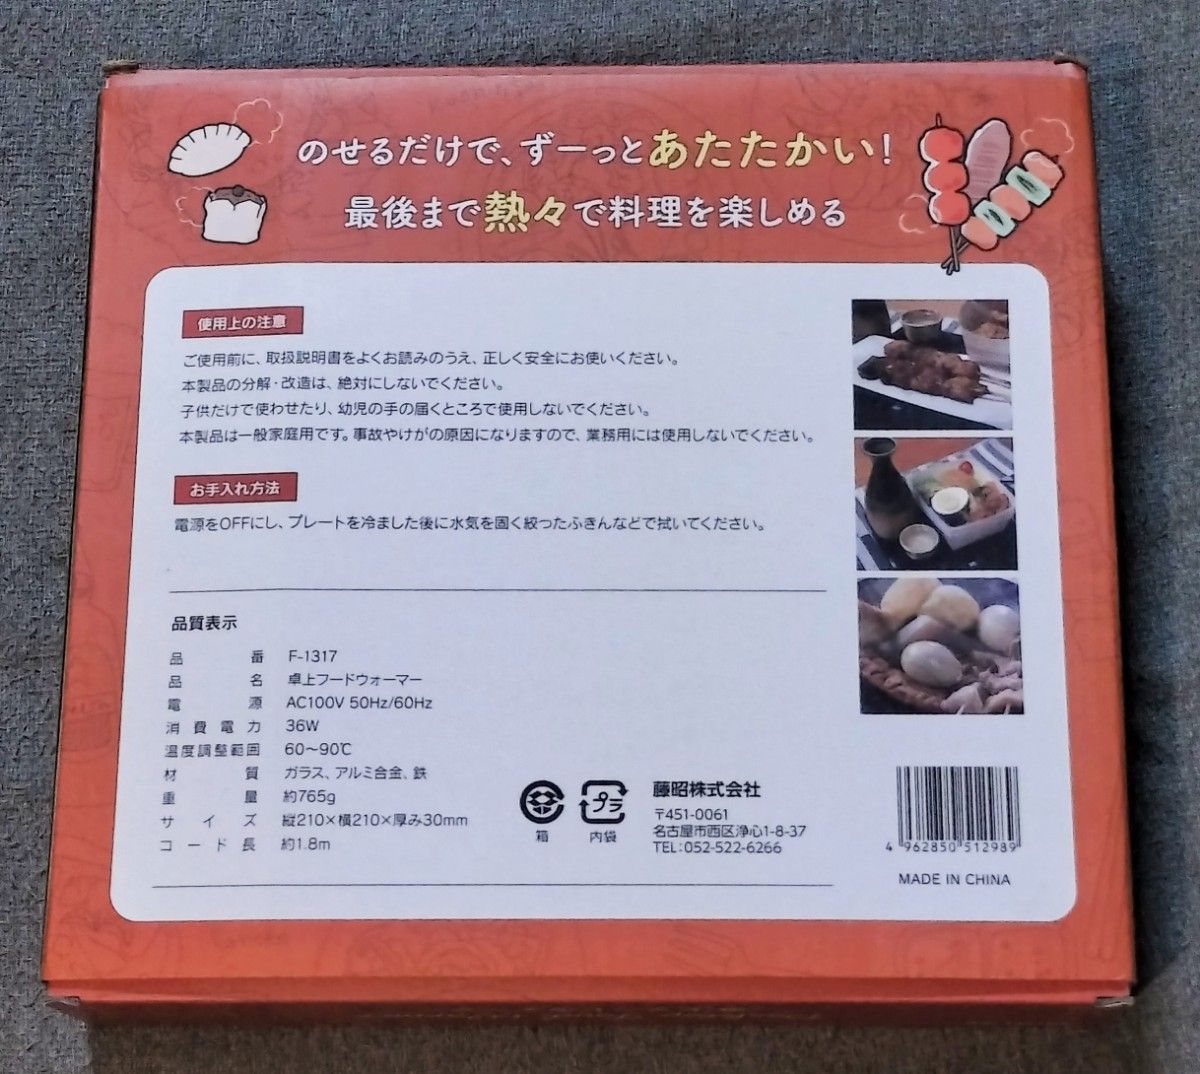 のせるだけで、ずーっとあたたかい!
最後まで熱々で料理を楽しめる
使用上の注意
ご使用前に、取扱説明書をよくお読みのうえ、正しく安全にお使いください。
本製品の分解・改造は、絶対にしないでください。
子供だけで使わせたり、幼児の手の届くところで使用しないでください。
本製品は一般家庭用です。事故やけがの原因になりますので、業務用には使用しないでください。
お手入れ方法
電源をOFFにし、プレートを冷ました後に水気を固く絞ったふきんなどで拭いてください。
品質表示
品番 F-1317
品名 卓上フードウォーマー
電源 AC100V 50Hz/60Hz
消費電力 36W
温度調整範囲 60〜90℃
材質 ガラス、アルミ合金、鉄
重量 約765g
サイズ 縦210×横210×厚み30mm
コード長 約1.8m
箱
プラ
内袋
藤昭株式会社
〒451-0061
名古屋市西区浄心1-8-37
TEL:052-522-6266
4 962850 512989
MADE IN CHINA